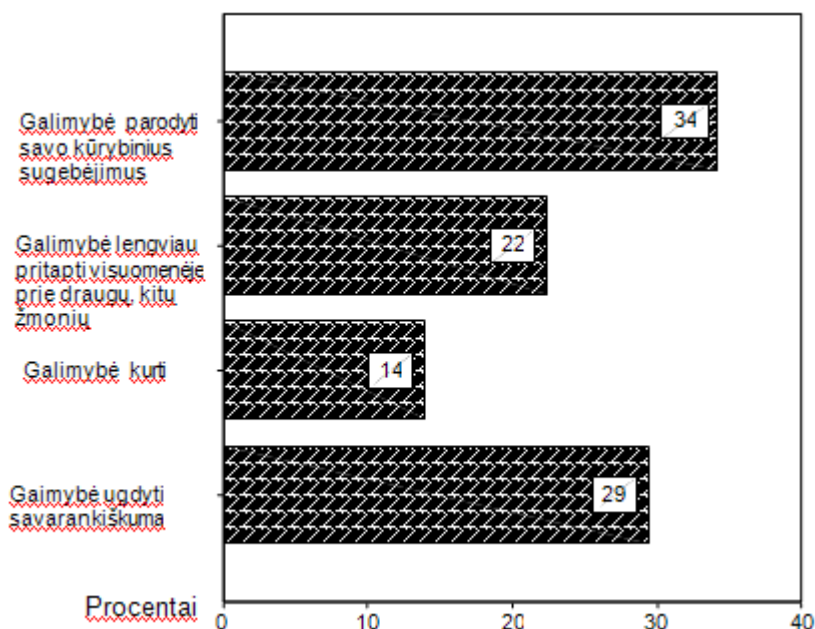 Galimybė parodyti
savo kūrybinius
sugebėjimus
34
Galimybė lengviau
pritapti visuomenėje
prie draugų, kitų
žmonių
22
Galimybė kurti
14
Gaimybė ugdyti
savarankiškuma
29
Procentai
0 10 20 30 40